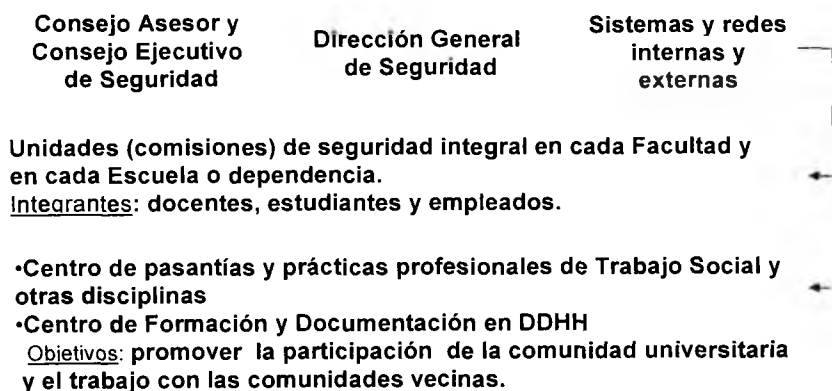 Consejo Asesor y
Consejo Ejecutivo
de Seguridad
Dirección General
de Seguridad
Sistemas y redes
internas y
externas
Unidades (comisiones) de seguridad integral en cada Facultad y
en cada Escuela o dependencia.
Integrantes: docentes, estudiantes y empleados.
•Centro de pasantías y prácticas profesionales de Trabajo Social y
otras disciplinas
•Centro de Formación y Documentación en DDHH
Objetivos: promover la participación de la comunidad universitaria
y el trabajo con las comunidades vecinas.